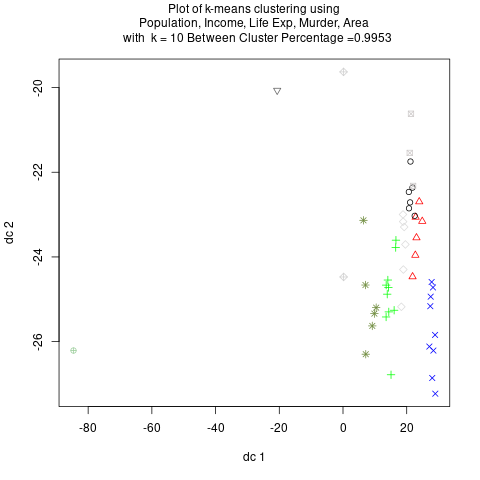 Plot of k-means clustering using
Population, Income, Life Exp, Murder, Area
with k = 10 Between Cluster Percentage =0.9953
dc 2
-20
-22
-24
-26
-80
-60
-40
-20
0
20
dc 1